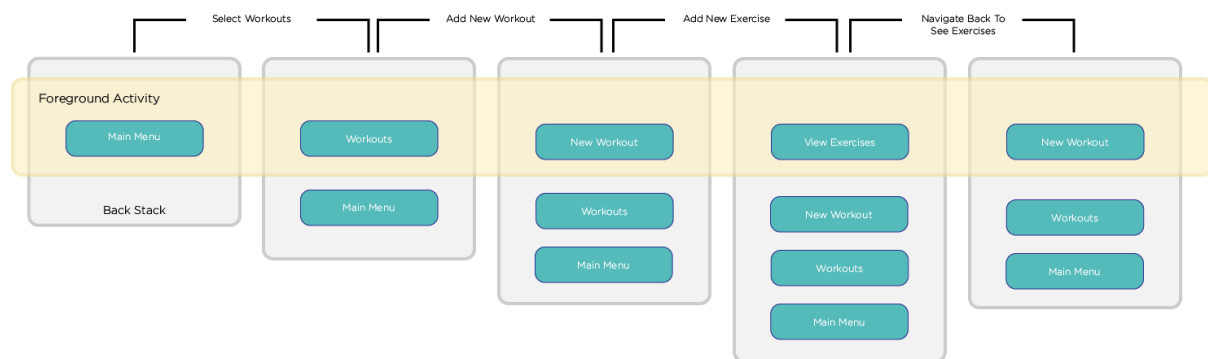 Select Workouts
Add New Workout
Add New Exercise
Navigate Back To
See Exercises
Foreground Activity
Main Menu
Back Stack
Workouts
Main Menu
New Workout
Workouts
Main Menu
View Exercises
New Workout
Workouts
Main Menu
New Workout
Workouts
Main Menu